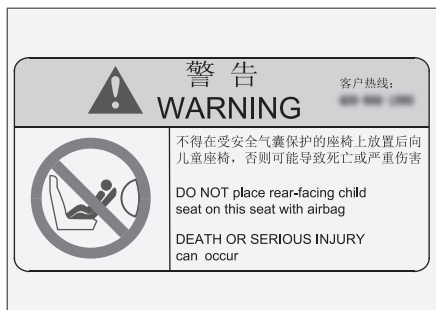 警 告
WARNING
客户热线：
不得在受安全气囊保护的座椅上放置后向
儿童座椅，否则可能导致死亡或严重伤害
DO NOT place rear-facing child
seat on this seat with airbag
DEATH OR SERIOUS INJURY
can occur